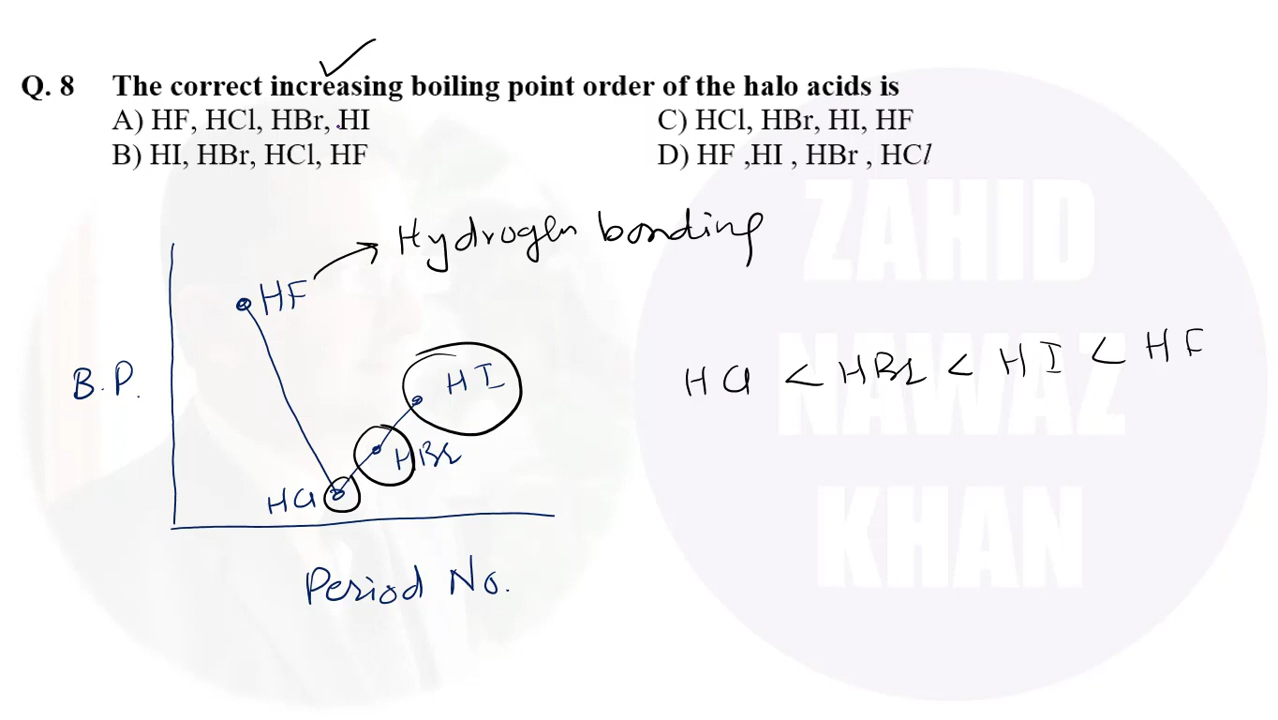 Q. 8 The correct increasing boiling point order of the halo acids is
A) HF, HCl, HBr, HI
C) HCl, HBr, HI, HF
B) HI, HBr, HCl, HF
D) HF ,HI , HBr , HCl
Hydrogen bonding
HF
B.P.
HI
HBr
HCl
Period No.
HCl < HBr < HI < HF
ZAHID
NAWAZ
KHAN